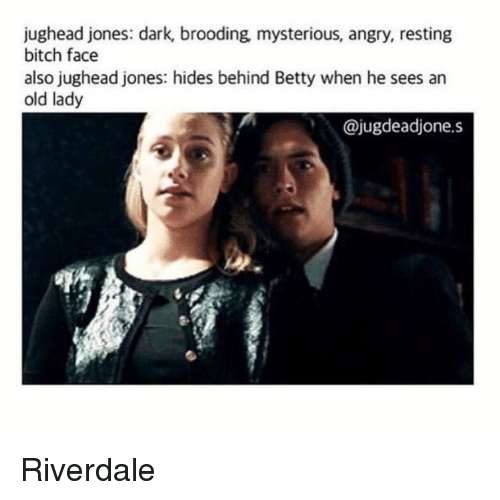 jughead jones: dark, brooding, mysterious, angry, resting
bitch face
also jughead jones: hides behind Betty when he sees an
old lady
@jugdeadjone.s
Riverdale